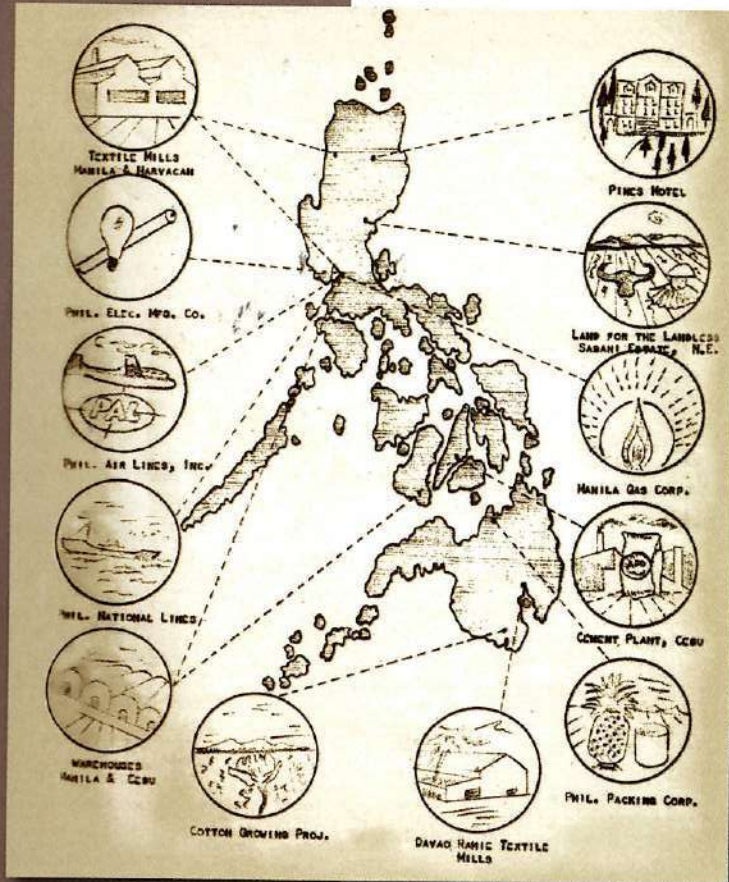 TEXTILE MILLS
MANILA & NARVACAN
PINES HOTEL
PHIL. ELEC. MFG. CO.
LAND FOR THE LANDLESS
SABANI ESTATE, N.E.
PAL
PHIL. AIR LINES, INC.
MANILA GAS CORP.
PHIL. NATIONAL LINES
APO
CEMENT PLANT, CEBU
WAREHOUSES
MANILA & CEBU
PHIL. PACKING CORP.
COTTON GROWING PROJ.
DAVAO RAMIE TEXTILE
MILLS